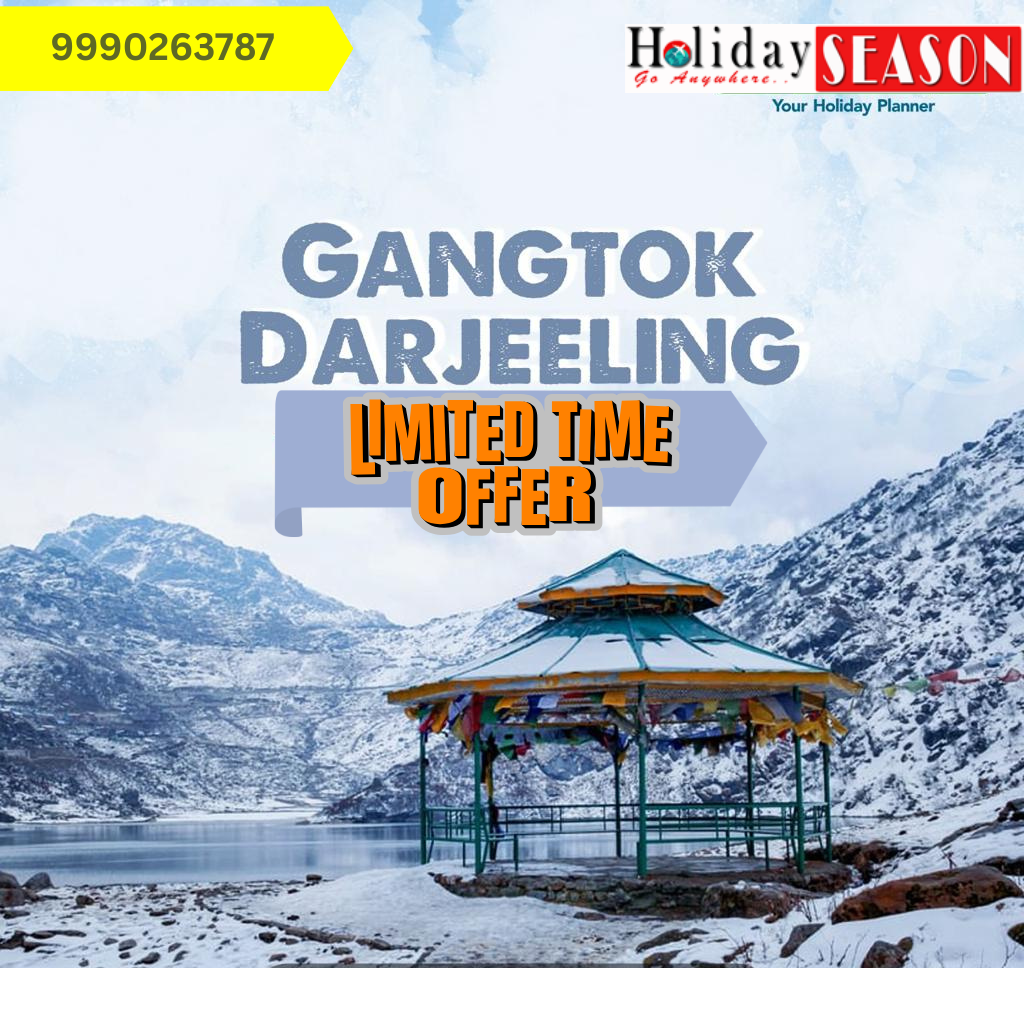 9990263787
Holiday SEASON
Go Anywhere..
Your Holiday Planner
GANGTOK
DARJEELING
LIMITED TIME
OFFER